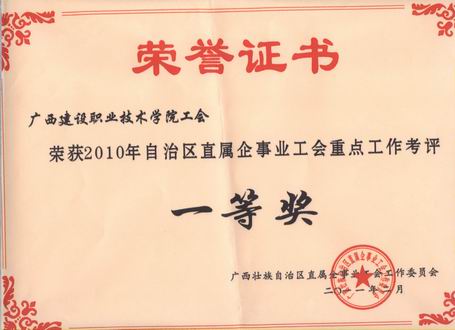 荣誉证书
广西建设职业技术学院工会
荣获2010年自治区直属企事业工会重点工作考评
一等奖
广西壮族自治区直属企事业工会工作委员会
二〇一一年二月